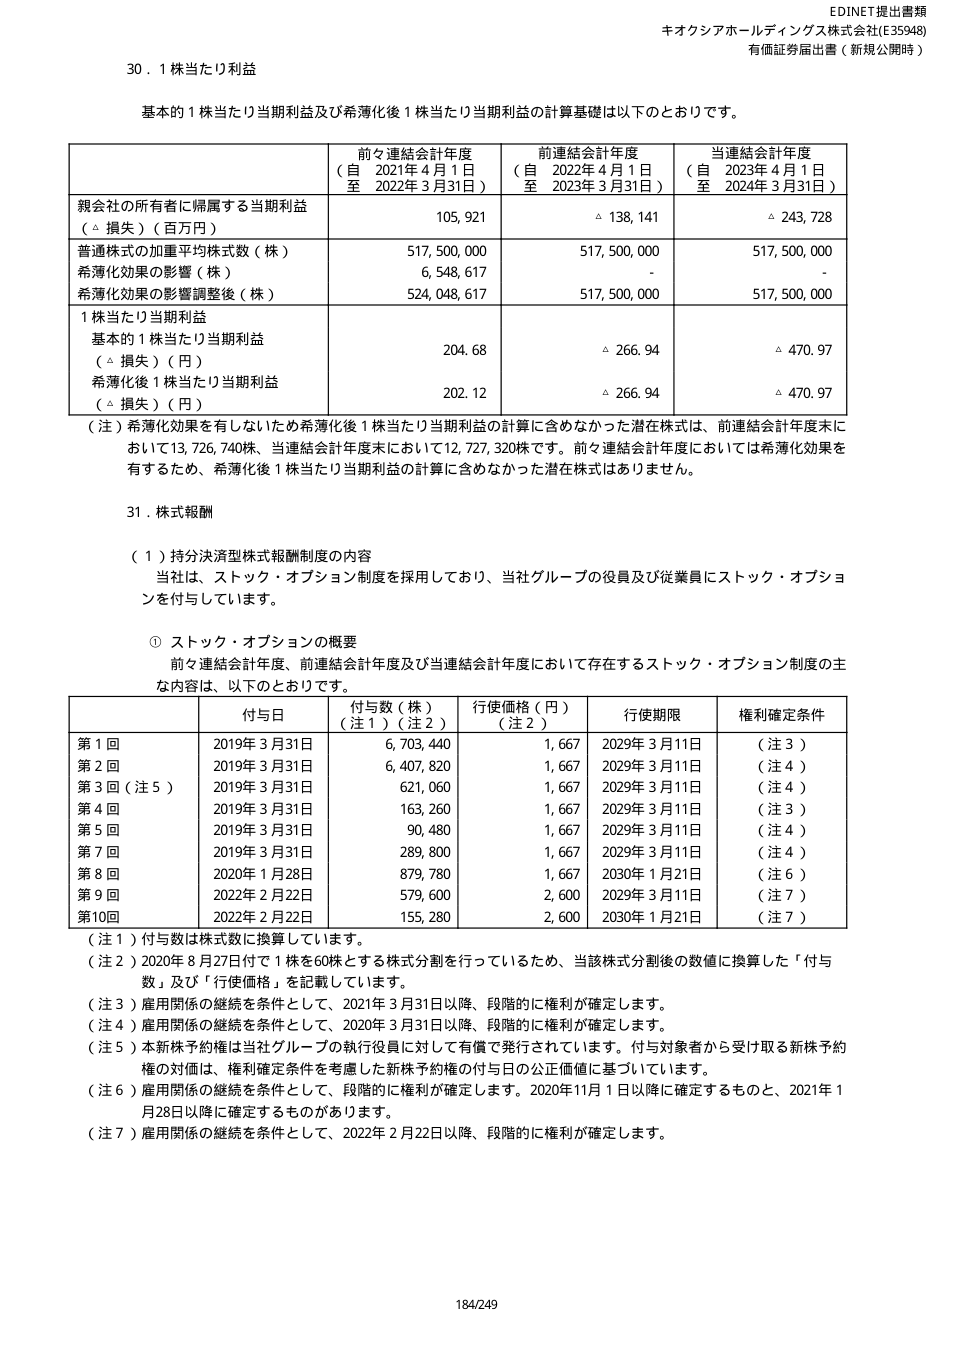 EDINET提出書類
キオクシアホールディングス株式会社(E35948)
有価証券届出書（新規公開時）
30．1株当たり利益
基本的1株当たり当期利益及び希薄化後1株当たり当期利益の計算基礎は以下のとおりです。
前々連結会計年度 前連結会計年度 当連結会計年度
（自　2021年4月1日 （自　2022年4月1日 （自　2023年4月1日
至　2022年3月31日） 至　2023年3月31日） 至　2024年3月31日）
親会社の所有者に帰属する当期利益
（△損失）（百万円） 105,921 △138,141 △243,728
普通株式の加重平均株式数（株） 517,500,000 517,500,000 517,500,000
希薄化効果の影響（株） 6,548,617 - -
希薄化効果の影響調整後（株） 524,048,617 517,500,000 517,500,000
1株当たり当期利益
基本的1株当たり当期利益
（△損失）（円） 204.68 △266.94 △470.97
希薄化後1株当たり当期利益
（△損失）（円） 202.12 △266.94 △470.97
（注）希薄化効果を有しないため希薄化後1株当たり当期利益の計算に含めなかった潜在株式は、前連結会計年度末に
おいて13,726,740株、当連結会計年度末において12,727,320株です。前々連結会計年度においては希薄化効果を
有するため、希薄化後1株当たり当期利益の計算に含めなかった潜在株式はありません。
31．株式報酬
（1）持分決済型株式報酬制度の内容
当社は、ストック・オプション制度を採用しており、当社グループの役員及び従業員にストック・オプショ
ンを付与しています。
① ストック・オプションの概要
前々連結会計年度、前連結会計年度及び当連結会計年度において存在するストック・オプション制度の主
な内容は、以下のとおりです。
付与日 付与数（株）（注1）（注2） 行使価格（円）（注2） 行使期限 権利確定条件
第1回 2019年3月31日 6,703,440 1,667 2029年3月11日 （注3）
第2回 2019年3月31日 6,407,820 1,667 2029年3月11日 （注4）
第3回（注5） 2019年3月31日 621,060 1,667 2029年3月11日 （注4）
第4回 2019年3月31日 163,260 1,667 2029年3月11日 （注3）
第5回 2019年3月31日 90,480 1,667 2029年3月11日 （注4）
第7回 2019年3月31日 289,800 1,667 2029年3月11日 （注4）
第8回 2020年1月28日 879,780 1,667 2030年1月21日 （注6）
第9回 2022年2月22日 579,600 2,600 2029年3月11日 （注7）
第10回 2022年2月22日 155,280 2,600 2030年1月21日 （注7）
（注1）付与数は株式数に換算しています。
（注2）2020年8月27日付で1株を60株とする株式分割を行っているため、当該株式分割後の数値に換算した「付与
数」及び「行使価格」を記載しています。
（注3）雇用関係の継続を条件として、2021年3月31日以降、段階的に権利が確定します。
（注4）雇用関係の継続を条件として、2020年3月31日以降、段階的に権利が確定します。
（注5）本新株予約権は当社グループの執行役員に対して有償で発行されています。付与対象者から受け取る新株予約
権の対価は、権利確定条件を考慮した新株予約権の付与日の公正価値に基づいています。
（注6）雇用関係の継続を条件として、段階的に権利が確定します。2020年11月1日以降に確定するものと、2021年1
月28日以降に確定するものがあります。
（注7）雇用関係の継続を条件として、2022年2月22日以降、段階的に権利が確定します。
184/249